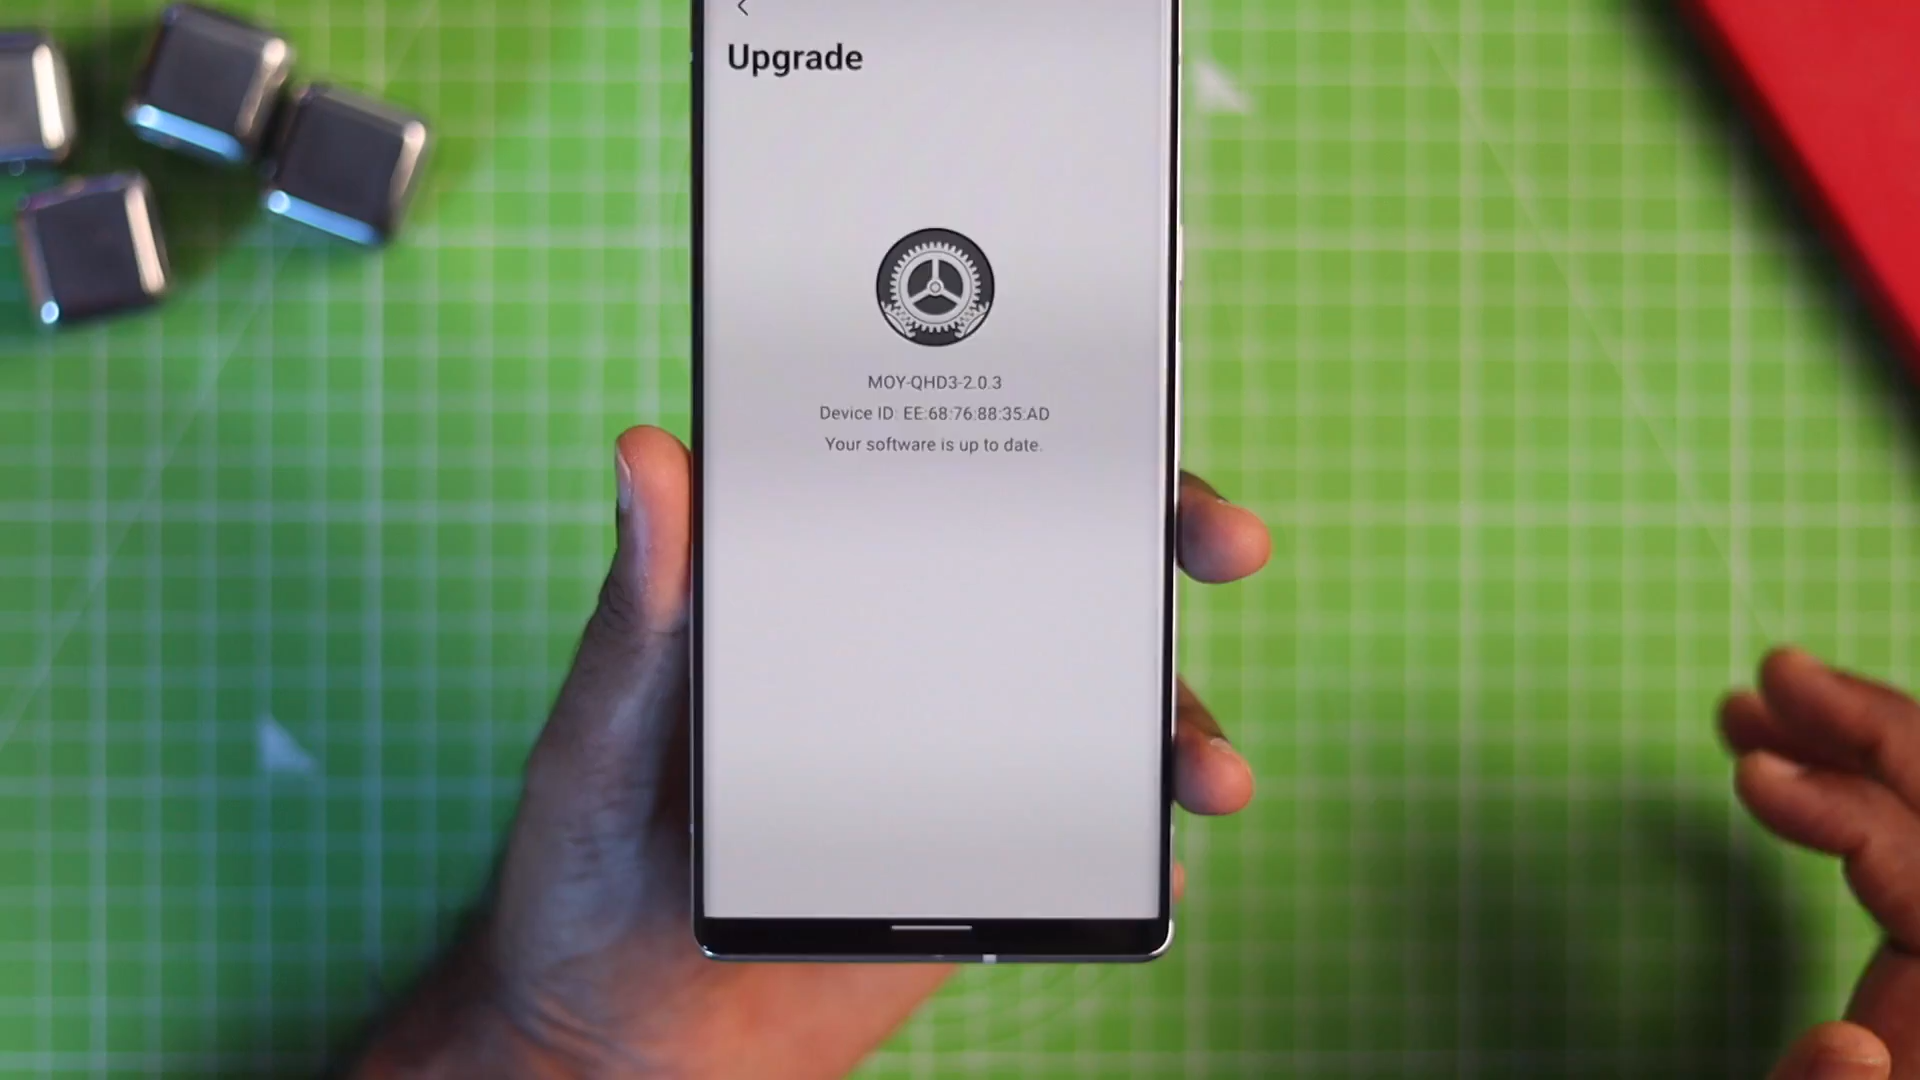 Upgrade
MOY-QHD3-2.0.3
Device ID: EE:68:76:88:35:AD
Your software is up to date.